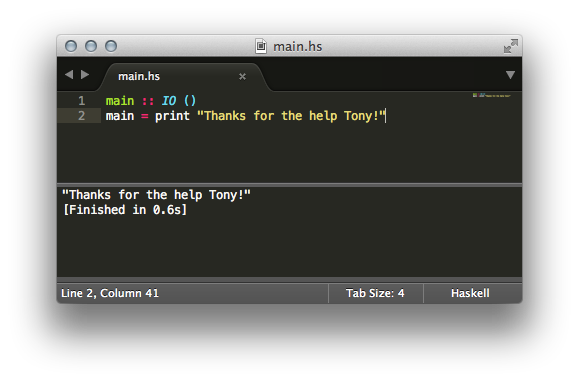 main.hs
main.hs ×
1 main :: IO ()
2 main = print "Thanks for the help Tony!"
"Thanks for the help Tony!"
[Finished in 0.6s]
Line 2, Column 41 Tab Size: 4 Haskell